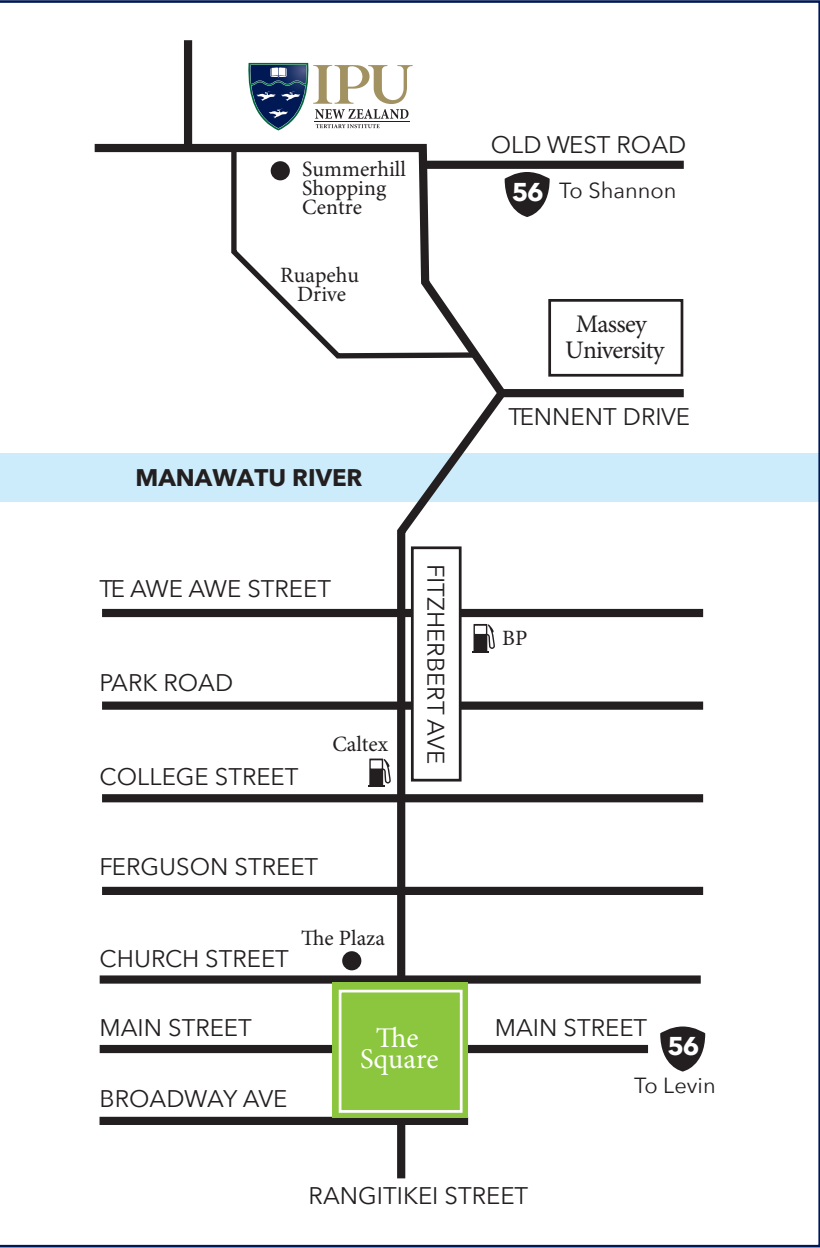 IPU
NEW ZEALAND
TERTIARY INSTITUTE
OLD WEST ROAD
Summerhill
Shopping
Centre
56 To Shannon
Ruapehu
Drive
Massey
University
TENNENT DRIVE
MANAWATU RIVER
FITZHERBERT AVE
TE AWE AWE STREET
BP
PARK ROAD
Caltex
COLLEGE STREET
FERGUSON STREET
The Plaza
CHURCH STREET
MAIN STREET
The
Square
MAIN STREET
56
To Levin
BROADWAY AVE
RANGITIKEI STREET